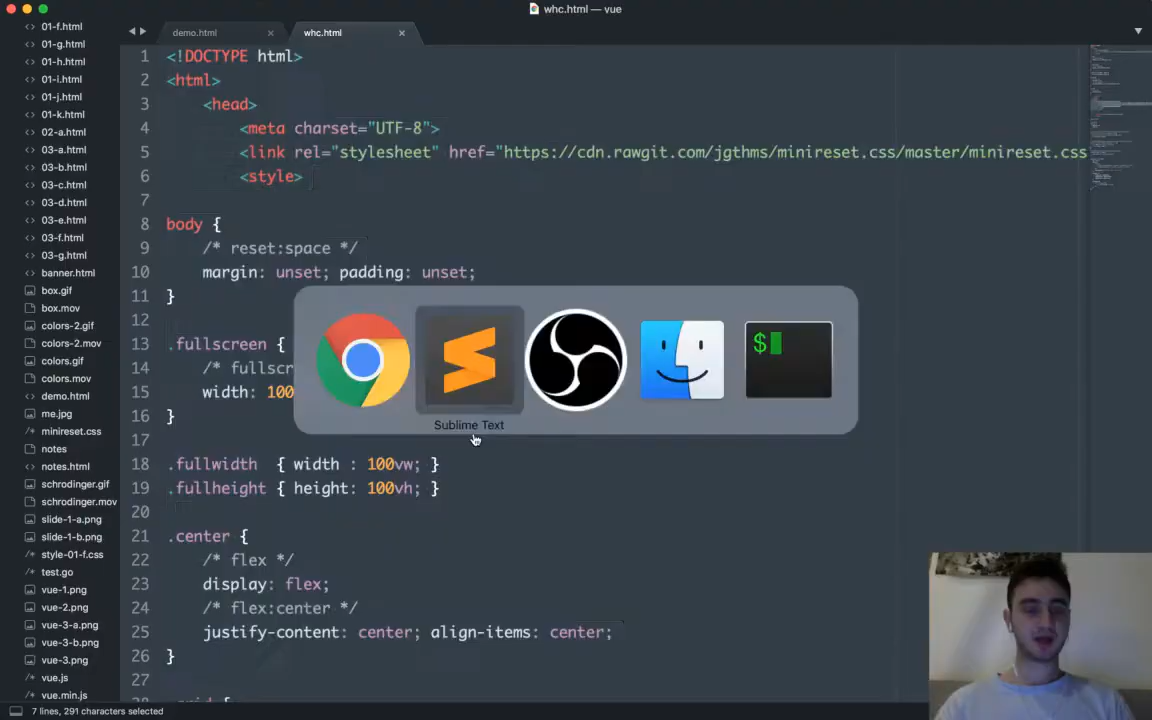 whc.html — vue
demo.html
whc.html
01-f.html
01-g.html
01-h.html
01-i.html
01-j.html
01-k.html
02-a.html
03-a.html
03-b.html
03-c.html
03-d.html
03-e.html
03-f.html
03-g.html
banner.html
box.gif
box.mov
colors-2.gif
colors-2.mov
colors.gif
colors.mov
demo.html
me.jpg
minireset.css
notes
notes.html
schrodinger.gif
schrodinger.mov
slide-1-a.png
slide-1-b.png
style-01-f.css
test.go
vue-1.png
vue-2.png
vue-3-a.png
vue-3-b.png
vue-3.png
vue.js
vue.min.js
1 <!DOCTYPE html>
2 <html>
3 <head>
4 <meta charset="UTF-8">
5 <link rel="stylesheet" href="https://cdn.rawgit.com/jgthms/minireset.css/master/minireset.css
6 <style>
7
8 body {
9 /* reset:space */
10 margin: unset; padding: unset;
11 }
12
13 .fullscreen {
14 /* fullscr
15 width: 100
16 }
17
18 .fullwidth { width : 100vw; }
19 .fullheight { height: 100vh; }
20
21 .center {
22 /* flex */
23 display: flex;
24 /* flex:center */
25 justify-content: center; align-items: center;
26 }
27
$
Sublime Text
7 lines, 291 characters selected